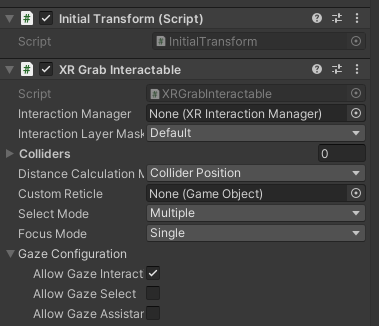 Initial Transform (Script)
Script InitialTransform
XR Grab Interactable
Script XRGrabInteractable
Interaction Manager None (XR Interaction Manager)
Interaction Layer Mask Default
Colliders 0
Distance Calculation M Collider Position
Custom Reticle None (Game Object)
Select Mode Multiple
Focus Mode Single
Gaze Configuration
Allow Gaze Interact
Allow Gaze Select
Allow Gaze Assistar